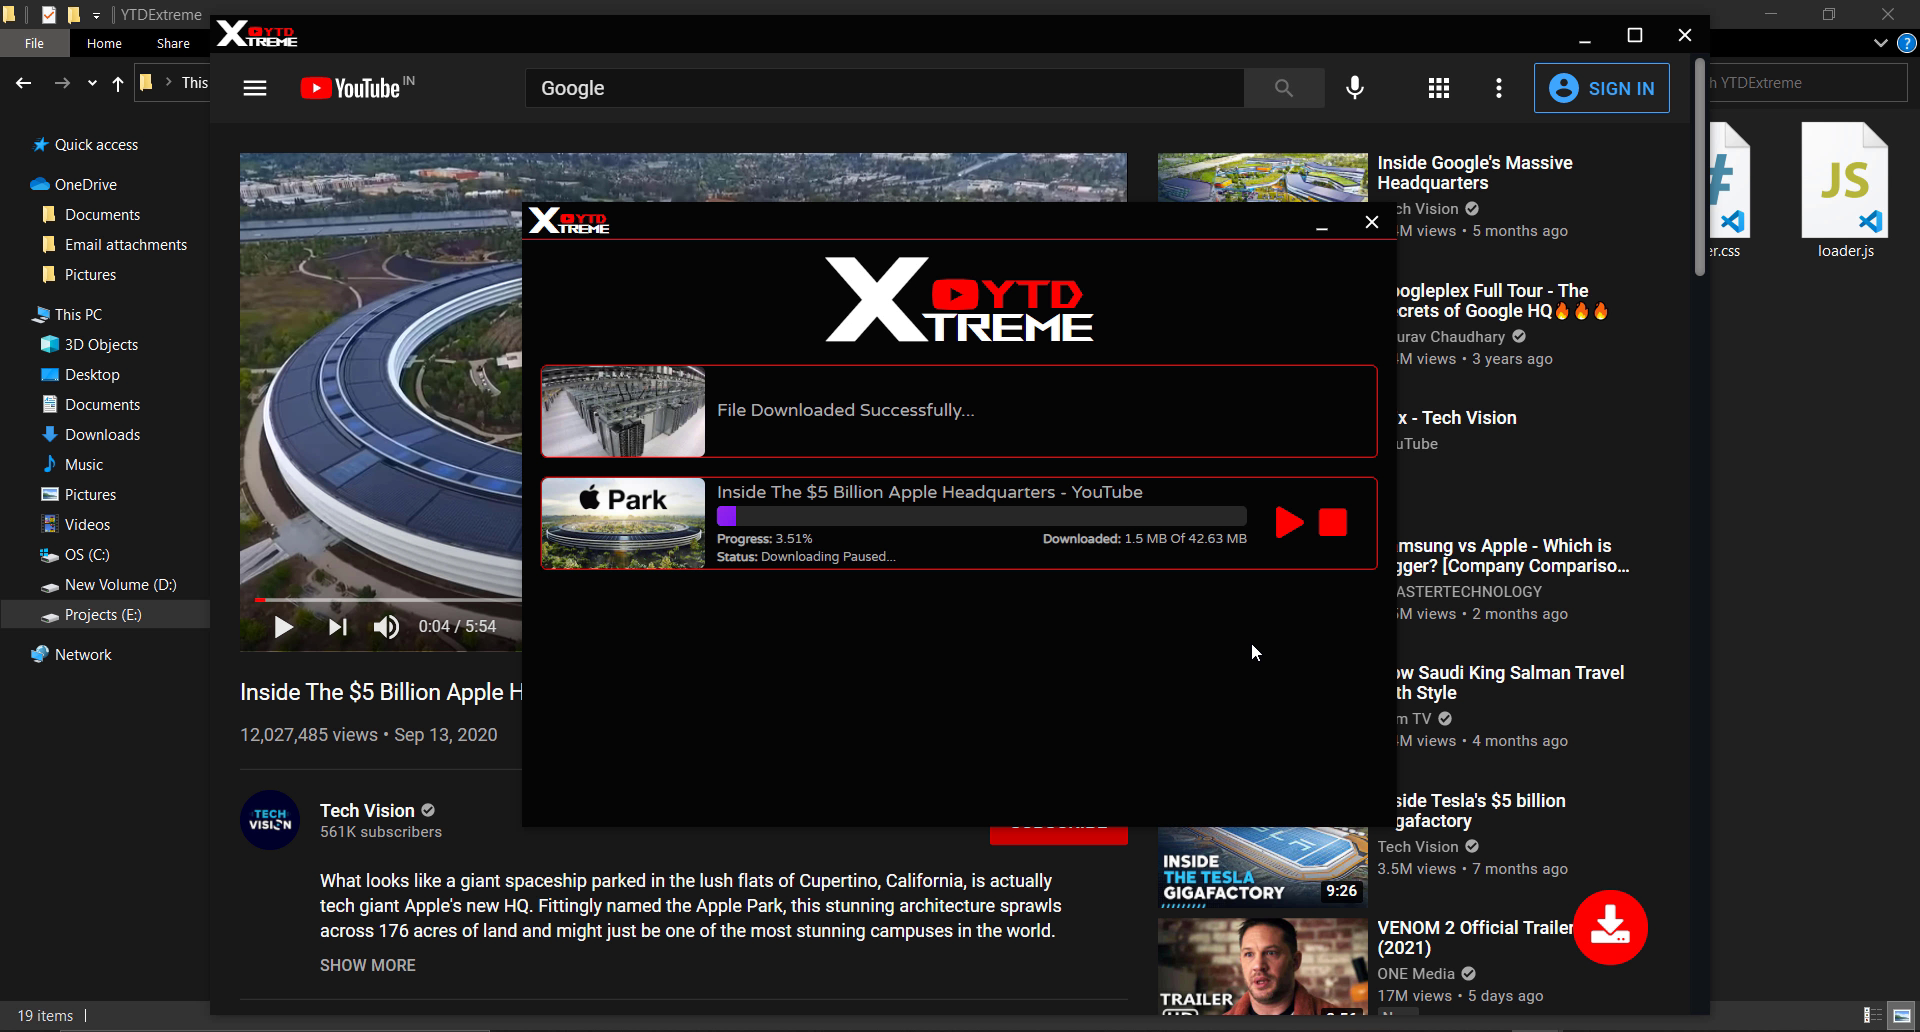 YTDExtreme
File
Home
Share
This
Quick access
OneDrive
Documents
Email attachments
Pictures
This PC
3D Objects
Desktop
Documents
Downloads
Music
Pictures
Videos
OS (C:)
New Volume (D:)
Projects (E:)
Network
19 items
XTREME YTD
YouTube IN
Google
SIGN IN
h YTDExtreme
er.css
loader.js
0:04 / 5:54
Inside The $5 Billion Apple H
12,027,485 views • Sep 13, 2020
TECH
VISION
Tech Vision
561K subscribers
What looks like a giant spaceship parked in the lush flats of Cupertino, California, is actually
tech giant Apple's new HQ. Fittingly named the Apple Park, this stunning architecture sprawls
across 176 acres of land and might just be one of the most stunning campuses in the world.
SHOW MORE
XTREME YTD
XTREME YTD
File Downloaded Successfully...
Park
Inside The $5 Billion Apple Headquarters - YouTube
Progress: 3.51%
Downloaded: 1.5 MB Of 42.63 MB
Status: Downloading Paused...
Inside Google's Massive
Headquarters
ch Vision
M views • 5 months ago
oogleplex Full Tour - The
ecrets of Google HQ🔥🔥🔥
urav Chaudhary
M views • 3 years ago
x - Tech Vision
uTube
msung vs Apple - Which is
gger? [Company Compariso...
ASTERTECHNOLOGY
M views • 2 months ago
ow Saudi King Salman Travel
th Style
m TV
M views • 4 months ago
side Tesla's $5 billion
gafactory
Tech Vision
3.5M views • 7 months ago
INSIDE
THE TESLA
GIGAFACTORY
9:26
VENOM 2 Official Trailer
(2021)
ONE Media
17M views • 5 days ago
TRAILER